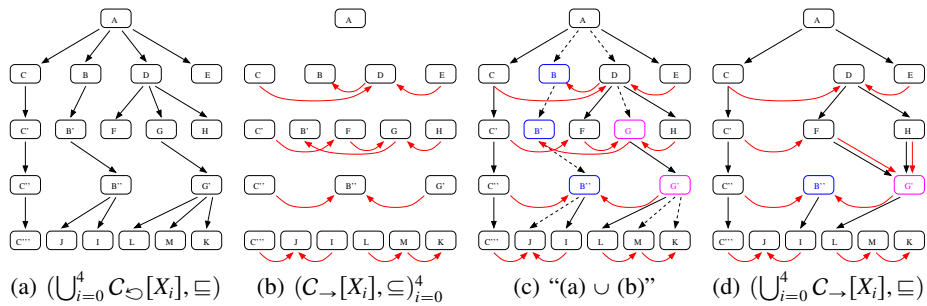 A A A A
C B D E C B D E C B D E C D E
C' B' F G H C' B' F G H C' B' F G H C' F H
C'' B'' G' C'' B'' G' C'' B'' G' C'' B'' G'
C''' J I L M K C''' J I L M K C''' J I L M K C''' J I L M K
(a) (⋃⁴ᵢ₌₀ 𝒞↪[Xᵢ], ⊑) (b) (𝒞→[Xᵢ], ⊆)⁴ᵢ₌₀ (c) “(a) ∪ (b)” (d) (⋃⁴ᵢ₌₀ 𝒞→[Xᵢ], ⊑)